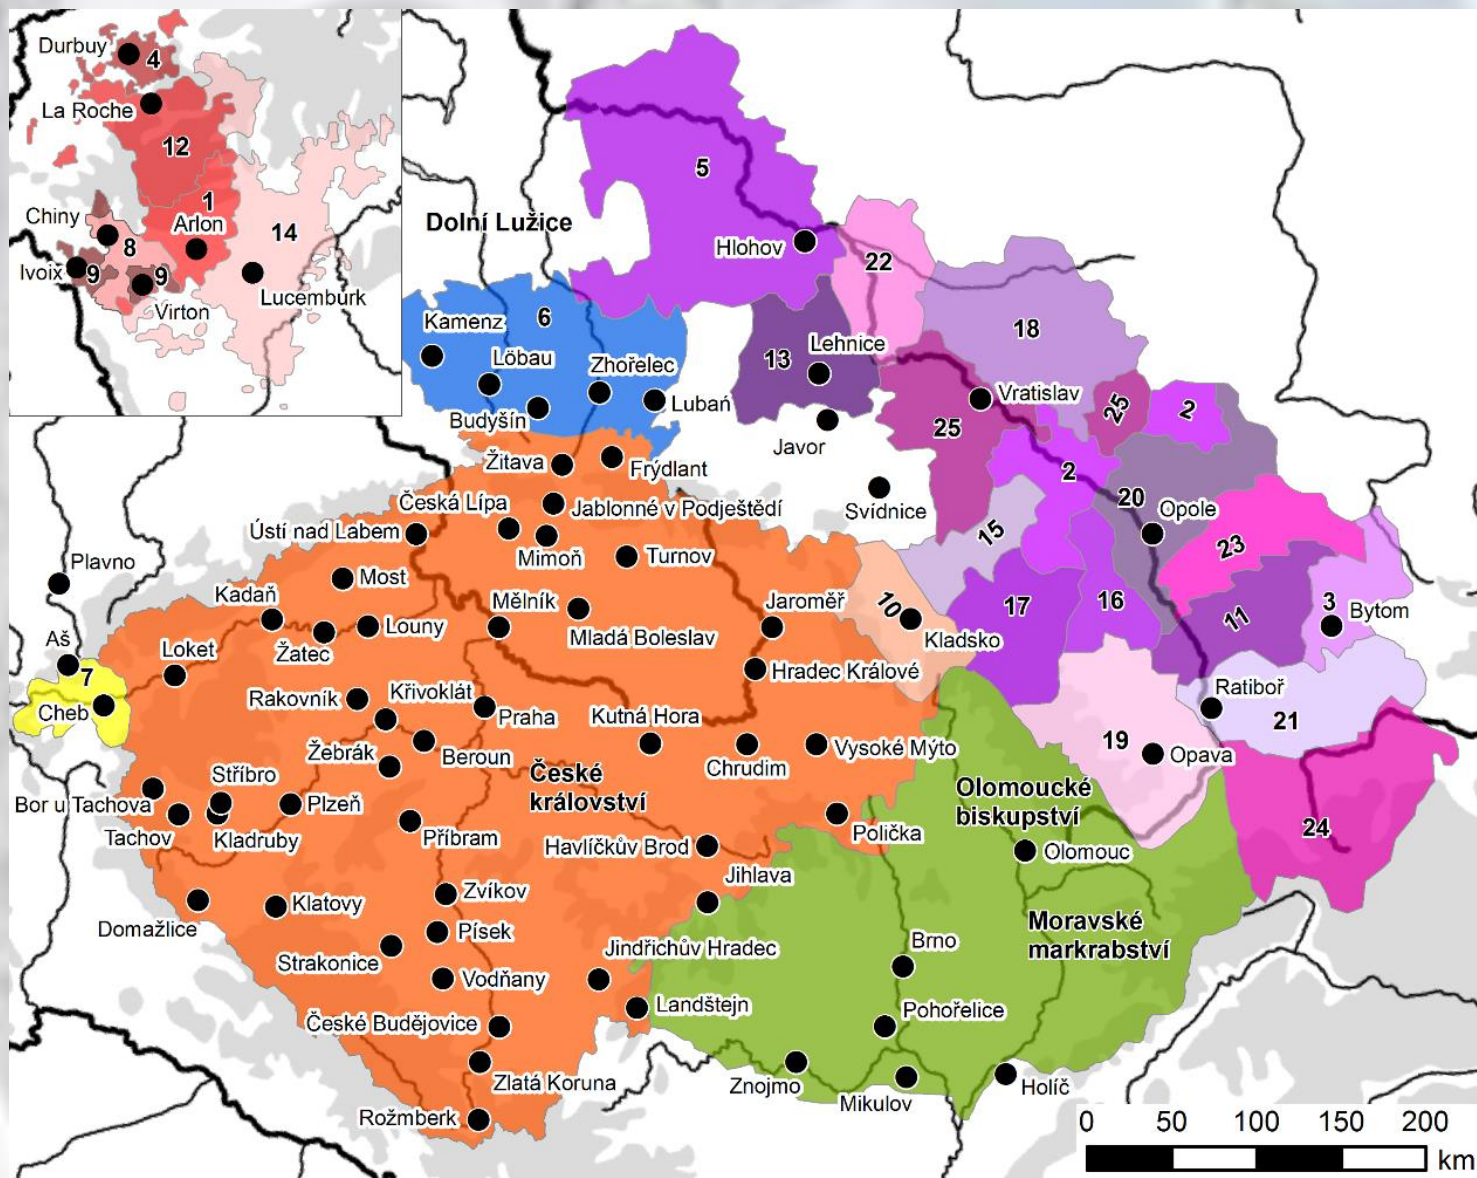 Durbuy
4
La Roche
12
1
Chiny
Arlon
14
8
Ivoix
9
9
Lucemburk
Virton
5
Dolní Lužice
Hlohov
22
6
Kamenz
18
Löbau
Lehnice
13
Zhořelec
Lubań
Vratislav
25
2
Budyšín
25
Javor
Žitava
Frýdlant
2
20
Svídnice
Česká Lípa
Jablonné v Podještědí
Opole
Ústí nad Labem
15
23
Mimoň
Turnov
Plavno
Most
Kadaň
Mělník
Jaroměř
10
17
16
3
Bytom
Louny
Mladá Boleslav
11
Aš
Žatec
Kladsko
Loket
7
Hradec Králové
Rakovník
Křivoklát
Ratiboř
Cheb
Praha
Kutná Hora
21
19
Žebrák
Beroun
Vysoké Mýto
Opava
Chrudim
Stříbro
České
království
Olomoucké
biskupství
Bor u Tachova
Plzeň
24
Tachov
Kladruby
Příbram
Polička
Havlíčkův Brod
Olomouc
Jihlava
Zvíkov
Klatovy
Domažlice
Moravské
markrabství
Písek
Brno
Jindřichův Hradec
Strakonice
Vodňany
Landštejn
Pohořelice
České Budějovice
Zlatá Koruna
Znojmo
Mikulov
Holíč
Rožmberk
0 50 100 150 200
km